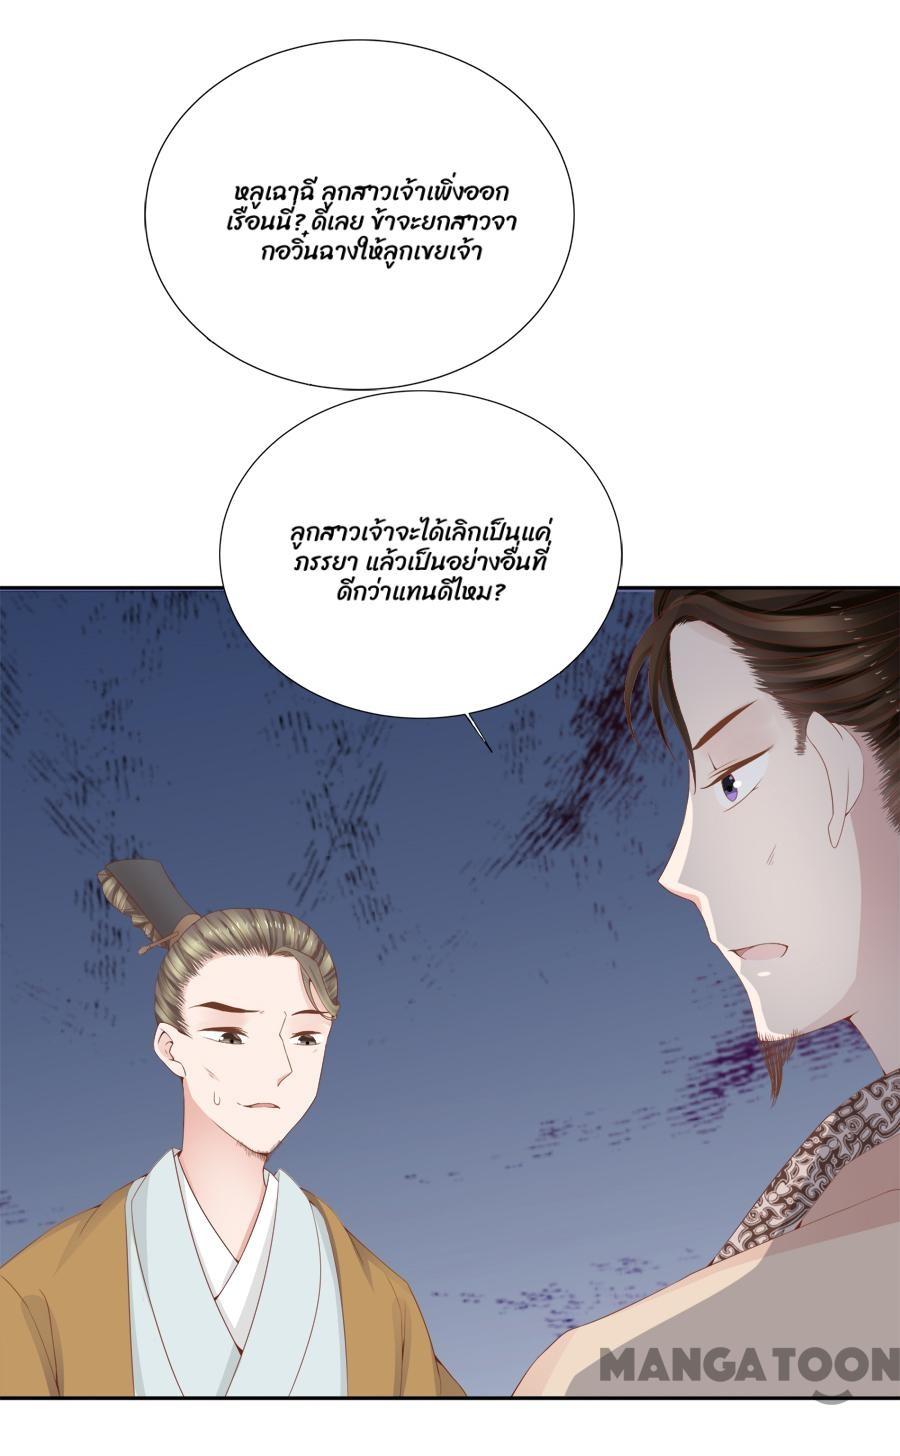 หลูเฉาฉี ลูกสาวเจ้าเพิ่งออก
เรือนนี่? ดีเลย ข้าจะยกสาวจา
กอวิ๋นฉางให้ลูกเขยเจ้า
ลูกสาวเจ้าจะได้เลิกเป็นแค่
ภรรยา แล้วเป็นอย่างอื่นที่
ดีกว่าแทนดีไหม?
MANGATOON